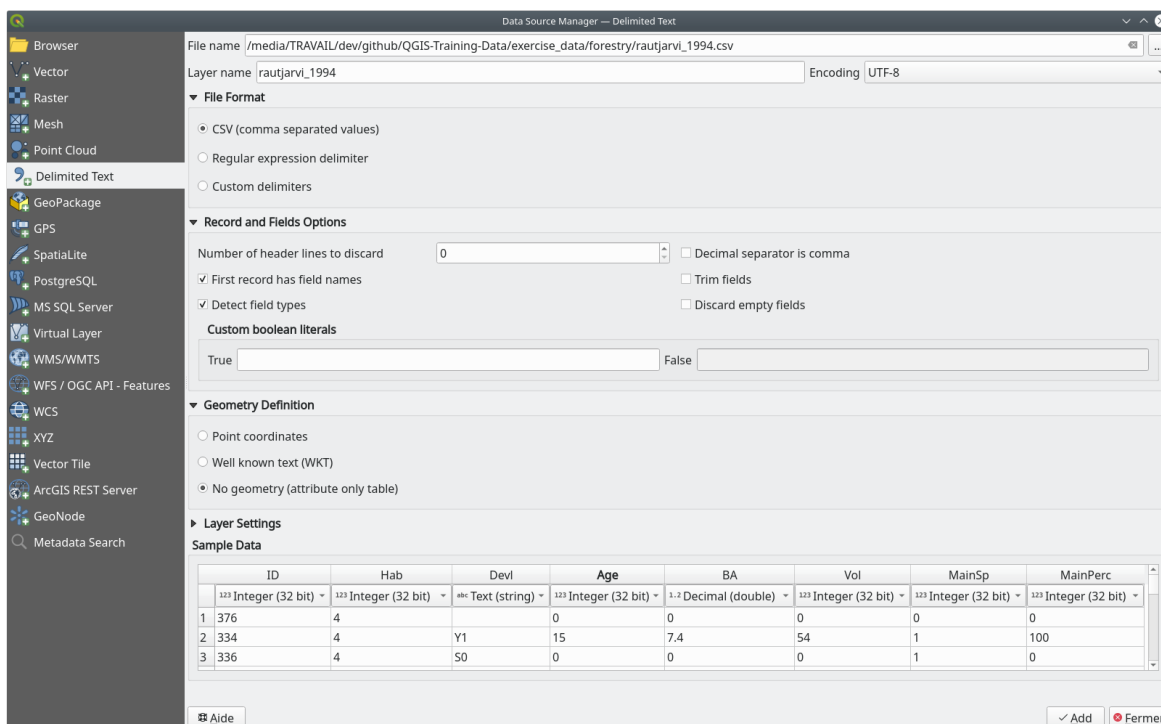 Data Source Manager — Delimited Text
Browser
Vector
Raster
Mesh
Point Cloud
Delimited Text
GeoPackage
GPS
SpatiaLite
PostgreSQL
MS SQL Server
Virtual Layer
WMS/WMTS
WFS / OGC API - Features
WCS
XYZ
Vector Tile
ArcGIS REST Server
GeoNode
Metadata Search
File name /media/TRAVAIL/dev/github/QGIS-Training-Data/exercise_data/forestry/rautjarvi_1994.csv ...
Layer name rautjarvi_1994 Encoding UTF-8
File Format
CSV (comma separated values)
Regular expression delimiter
Custom delimiters
Record and Fields Options
Number of header lines to discard 0 Decimal separator is comma
First record has field names Trim fields
Detect field types Discard empty fields
Custom boolean literals
True False
Geometry Definition
Point coordinates
Well known text (WKT)
No geometry (attribute only table)
Layer Settings
Sample Data
ID Hab Devl Age BA Vol MainSp MainPerc
123 Integer (32 bit) 123 Integer (32 bit) abc Text (string) 123 Integer (32 bit) 1.2 Decimal (double) 123 Integer (32 bit) 123 Integer (32 bit) 123 Integer (32 bit)
1 376 4 0 0 0 0 0
2 334 4 Y1 15 7.4 54 1 100
3 336 4 S0 0 0 0 1 0
Aide Add Ferme